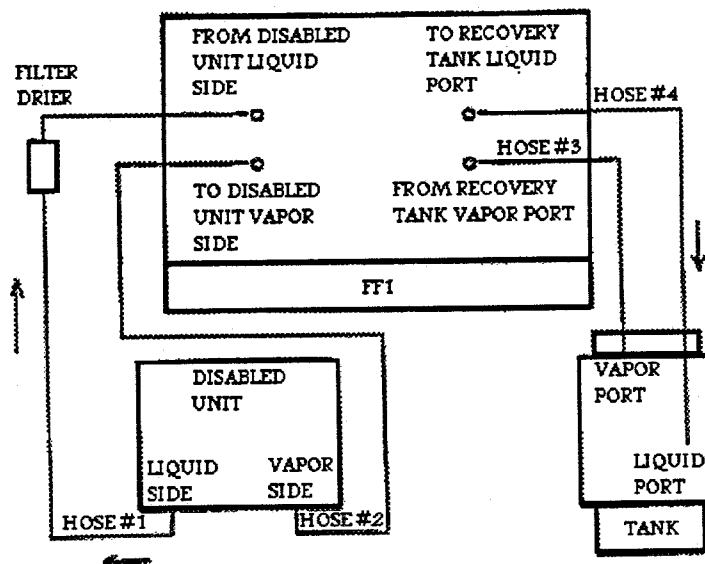 FROM DISABLED
UNIT LIQUID
SIDE
TO RECOVERY
TANK LIQUID
PORT
FILTER
DRIER
HOSE #4
HOSE #3
TO DISABLED
UNIT VAPOR
SIDE
FROM RECOVERY
TANK VAPOR PORT
FF1
DISABLED
UNIT
LIQUID
SIDE
VAPOR
SIDE
HOSE #1
HOSE #2
VAPOR
PORT
LIQUID
PORT
TANK